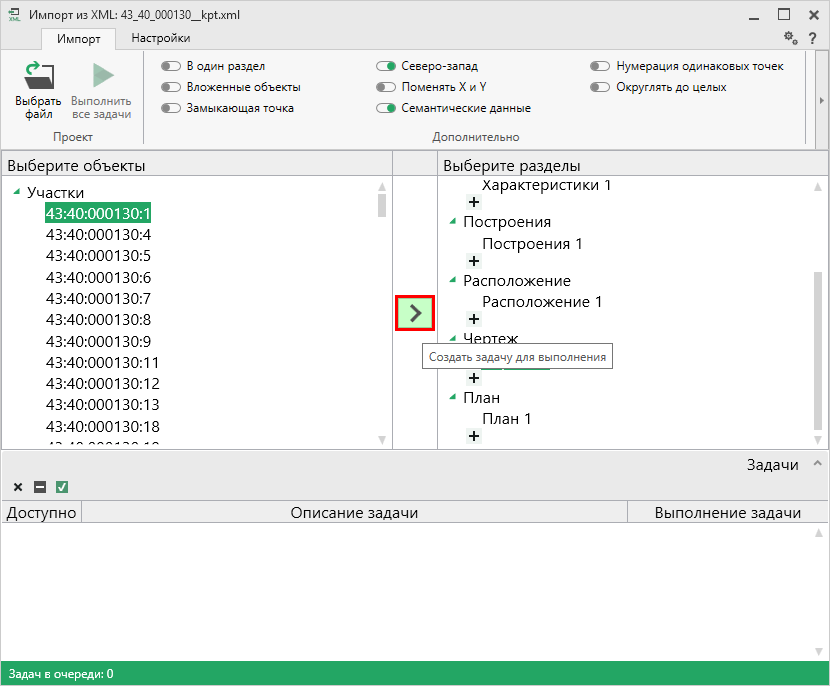 Импорт из XML: 43_40_000130__kpt.xml
Импорт
Настройки
?
Выбрать файл
Выполнить все задачи
Проект
В один раздел
Вложенные объекты
Замыкающая точка
Северо-запад
Поменять X и Y
Семантические данные
Нумерация одинаковых точек
Округлять до целых
Дополнительно
Выберите объекты
Участки
43:40:000130:1
43:40:000130:4
43:40:000130:5
43:40:000130:6
43:40:000130:7
43:40:000130:8
43:40:000130:9
43:40:000130:11
43:40:000130:12
43:40:000130:13
43:40:000130:18
Выберите разделы
Характеристики 1
Построения
Построения 1
Расположение
Расположение 1
Чертеж
Создать задачу для выполнения
План
План 1
Задачи
Доступно
Описание задачи
Выполнение задачи
Задач в очереди: 0